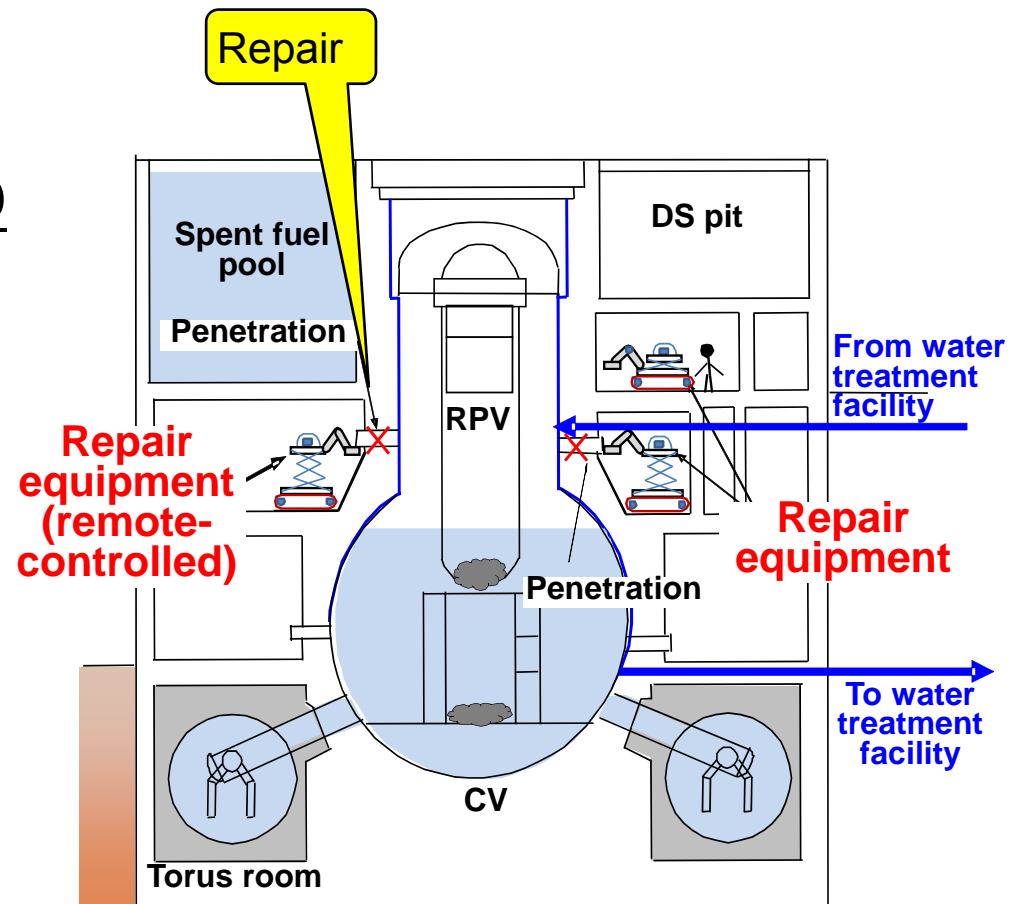 Repair
)
Spent fuel
pool
DS pit
Penetration
From water
treatment
facility
RPV
Repair
equipment
(remote-
controlled)
Repair
equipment
Penetration
To water
treatment
facility
CV
Torus room